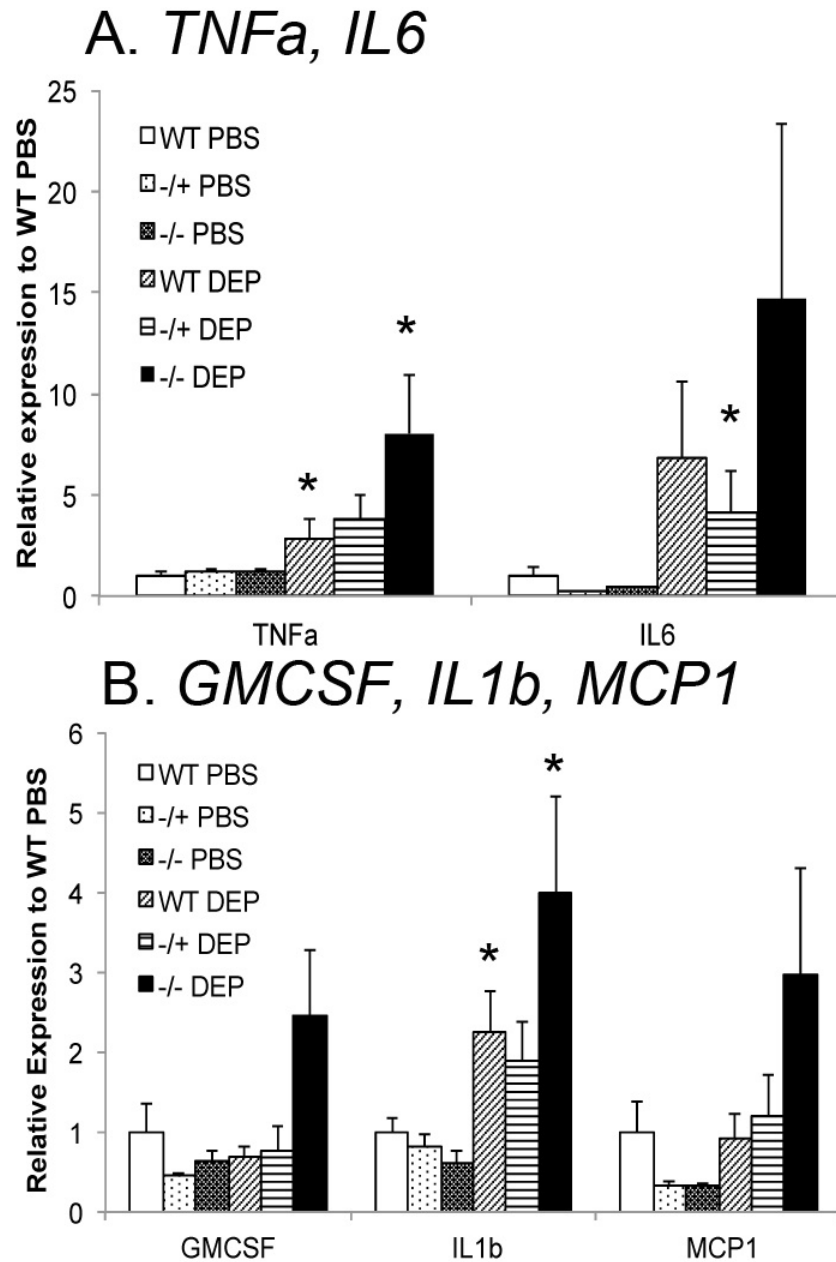 A. TNFa, IL6
Relative expression to WT PBS
25
20
15
10
5
0
WT PBS
-/+ PBS
-/- PBS
WT DEP
-/+ DEP
-/- DEP
*
*
*
TNFa IL6
B. GMCSF, IL1b, MCP1
Relative Expression to WT PBS
6
5
4
3
2
1
0
WT PBS
-/+ PBS
-/- PBS
WT DEP
-/+ DEP
-/- DEP
*
*
GMCSF IL1b MCP1